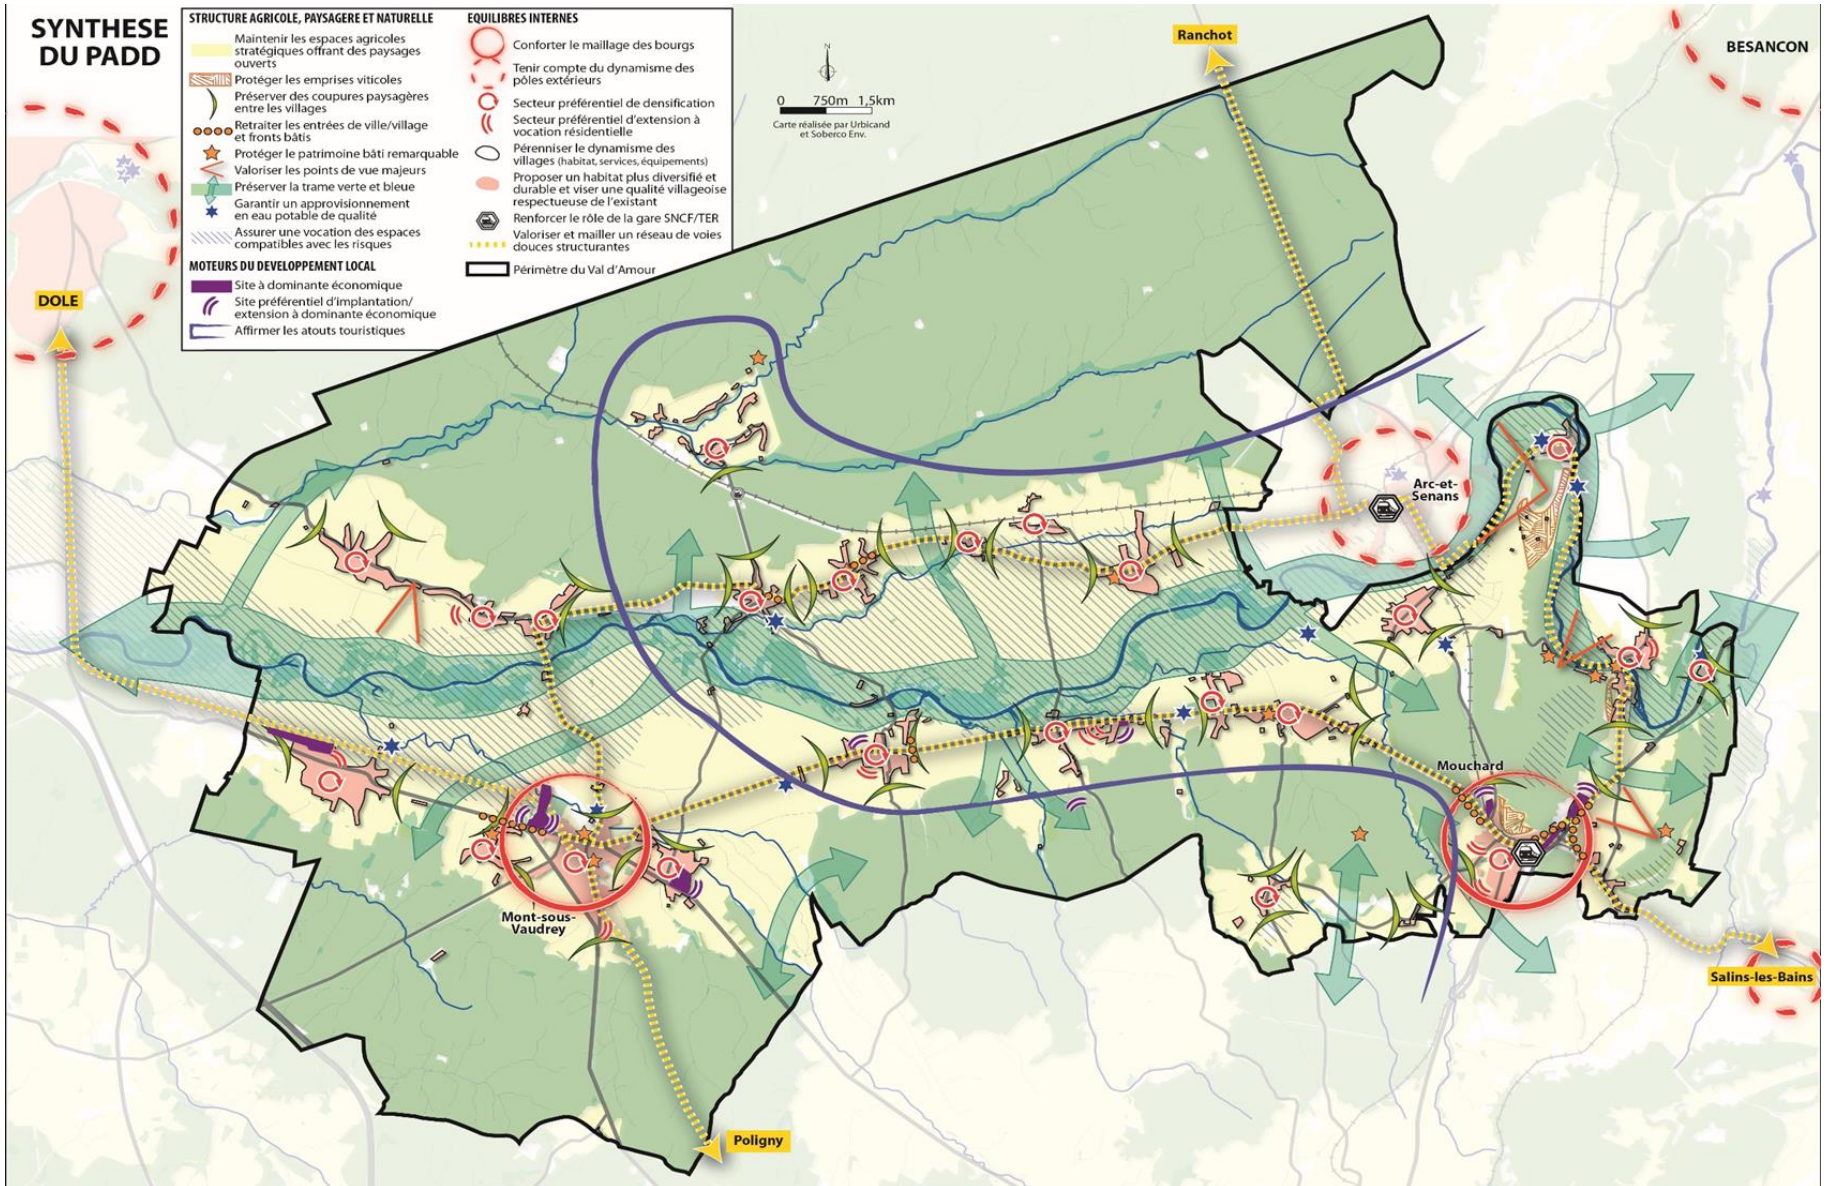 SYNTHESE
DU PADD
STRUCTURE AGRICOLE, PAYSAGERE ET NATURELLE
Maintenir les espaces agricoles
stratégiques offrant des paysages
ouverts
Protéger les emprises viticoles
Préserver des coupures paysagères
entre les villages
Retraiter les entrées de ville/village
et fronts bâtis
Protéger le patrimoine bâti remarquable
Valoriser les points de vue majeurs
Préserver la trame verte et bleue
Garantir un approvisionnement
en eau potable de qualité
Assurer une vocation des espaces
compatibles avec les risques
MOTEURS DU DEVELOPPEMENT LOCAL
Site à dominante économique
Site préférentiel d'implantation/
extension à dominante économique
Affirmer les atouts touristiques
EQUILIBRES INTERNES
Conforter le maillage des bourgs
Tenir compte du dynamisme des
pôles extérieurs
Secteur préférentiel de densification
Secteur préférentiel d'extension à
vocation résidentielle
Pérenniser le dynamisme des
villages (habitat, services, équipements)
Proposer un habitat plus diversifié et
durable et viser une qualité villageoise
respectueuse de l'existant
Renforcer le rôle de la gare SNCF/TER
Valoriser et mailler un réseau de voies
douces structurantes
Périmètre du Val d'Amour
N
0 750m 1,5km
Carte réalisée par Urbicand
et Soberco Env.
Ranchot
BESANCON
DOLE
Arc-et-
Senans
Mouchard
Mont-sous-
Vaudrey
Salins-les-Bains
Poligny